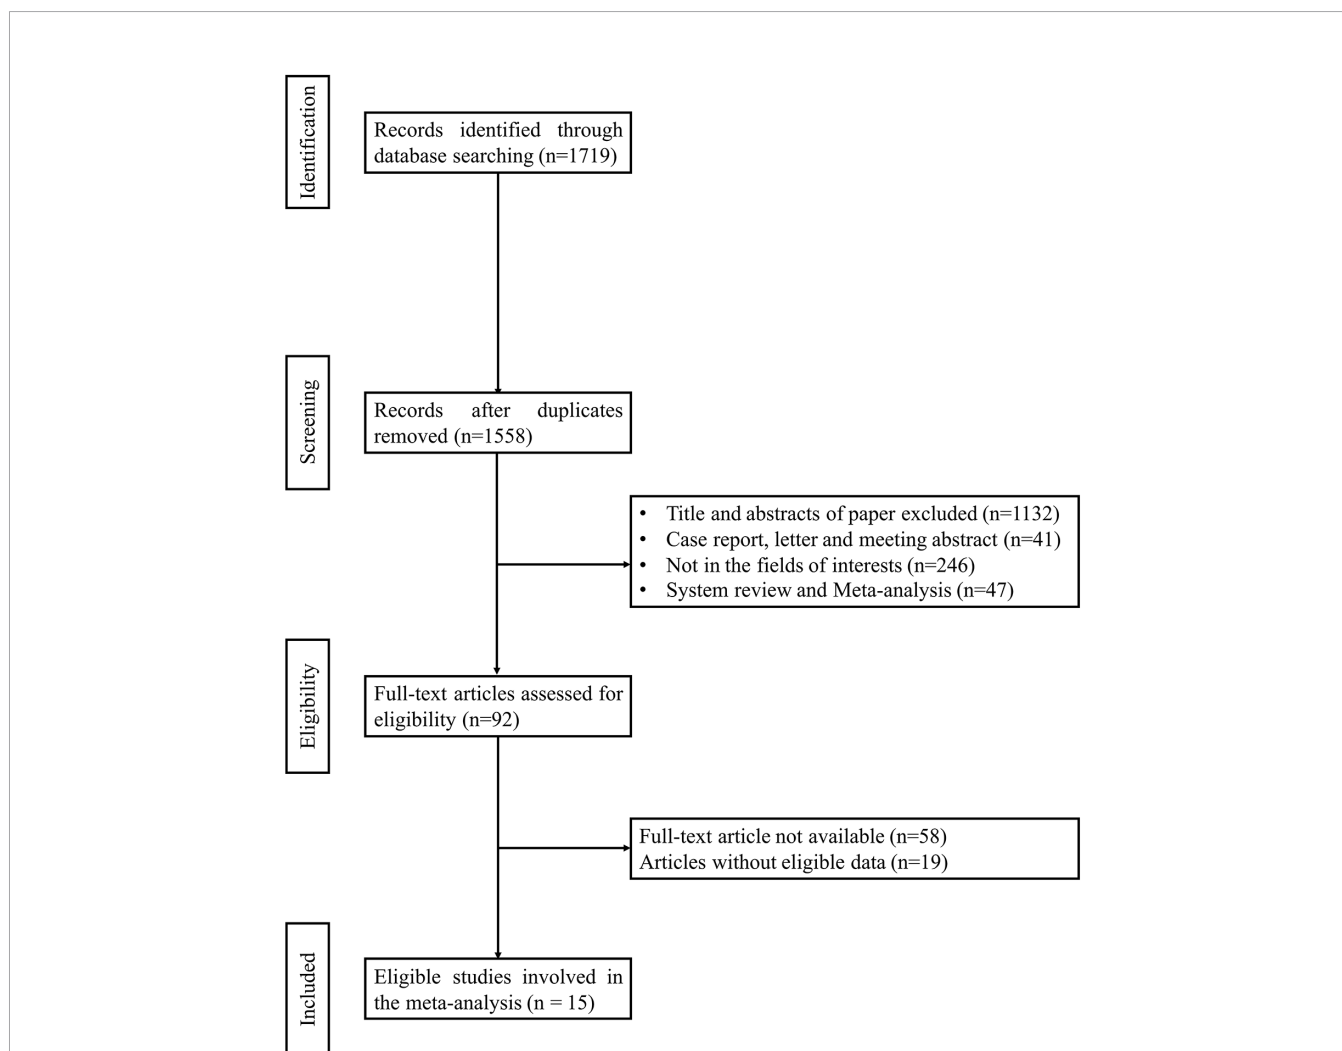 Identification
Records identified through
database searching (n=1719)
Screening
Records after duplicates
removed (n=1558)
• Title and abstracts of paper excluded (n=1132)
• Case report, letter and meeting abstract (n=41)
• Not in the fields of interests (n=246)
• System review and Meta-analysis (n=47)
Eligibility
Full-text articles assessed for
eligibility (n=92)
Full-text article not available (n=58)
Articles without eligible data (n=19)
Included
Eligible studies involved in
the meta-analysis (n = 15)